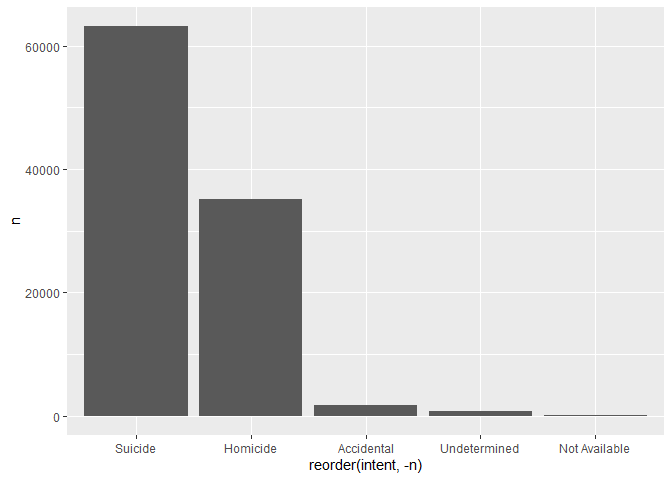 60000
40000
n
20000
0
Suicide Homicide Accidental Undetermined Not Available
reorder(intent, -n)